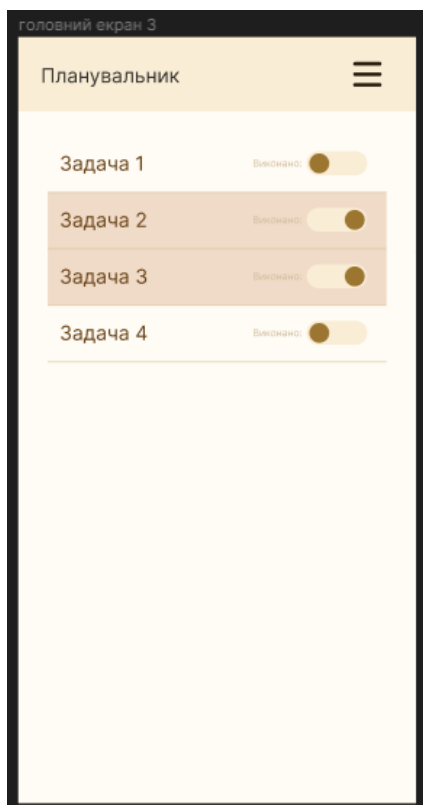 головний екран 3
Планувальник
Задача 1 Виконано:
Задача 2 Виконано:
Задача 3 Виконано:
Задача 4 Виконано: